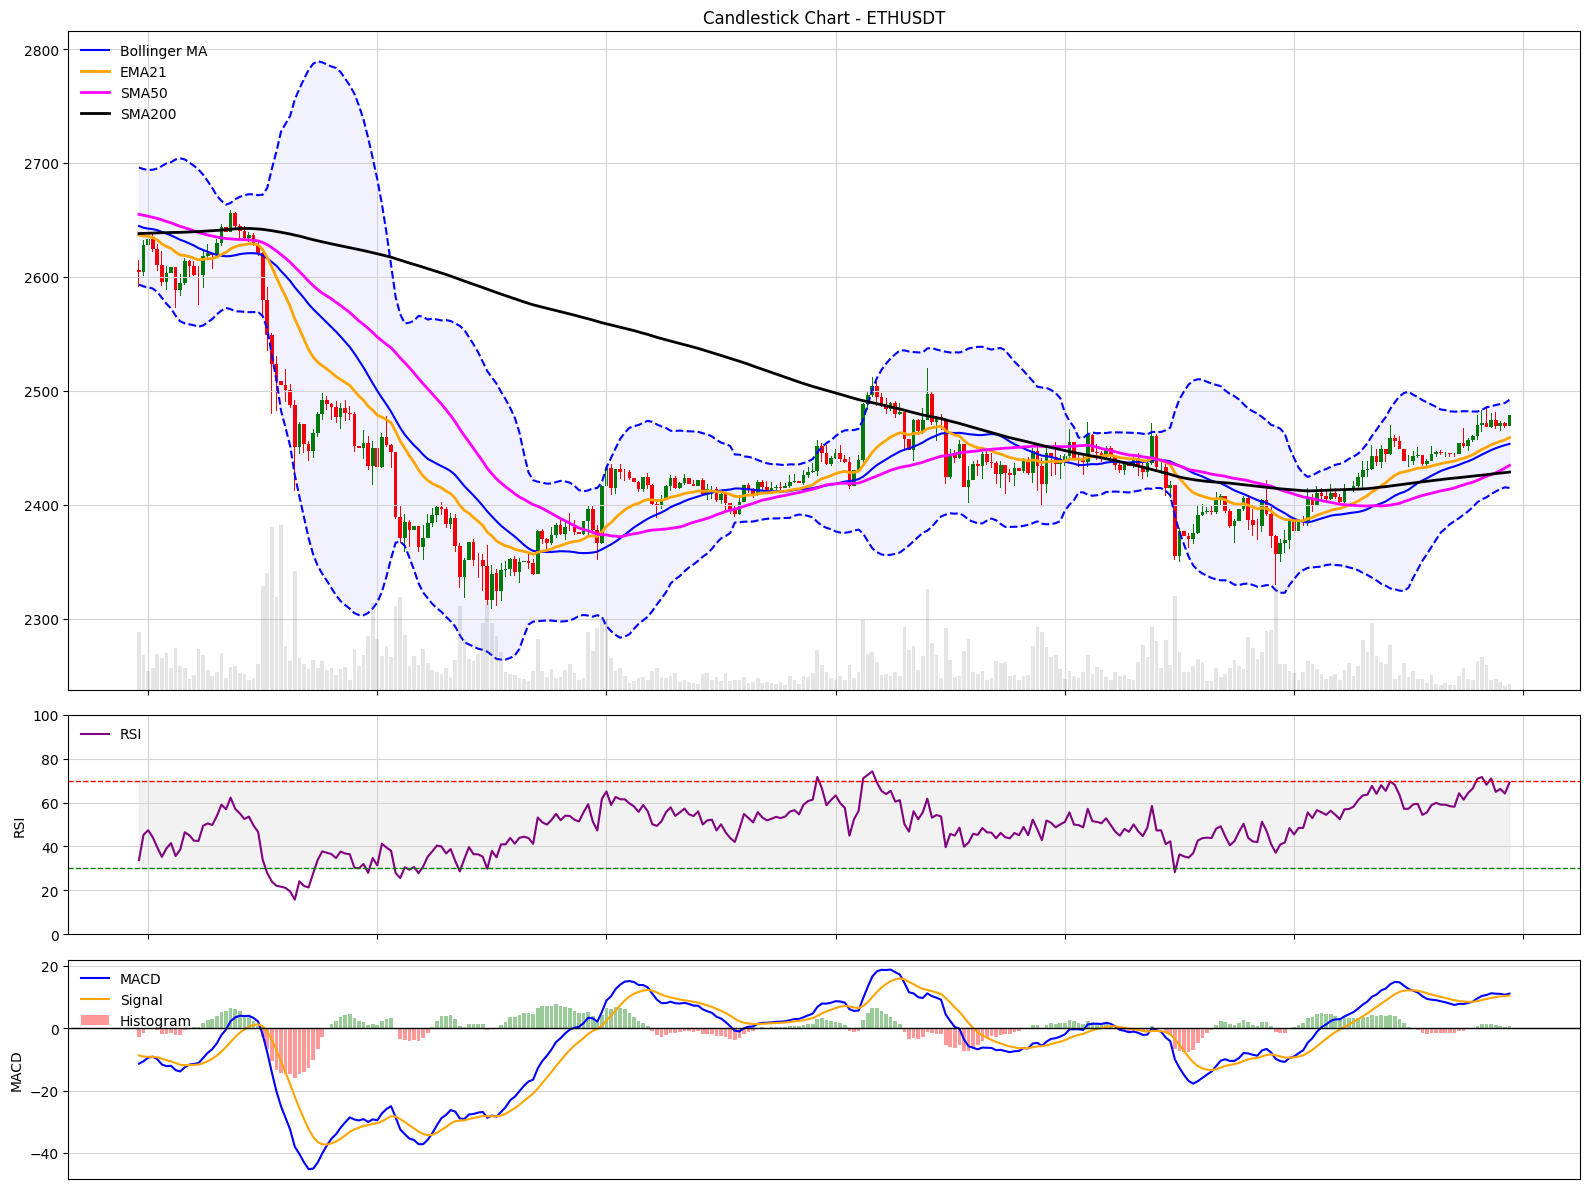 Candlestick Chart - ETHUSDT
Bollinger MA
EMA21
SMA50
SMA200
2800
2700
2600
2500
2400
2300
RSI
RSI
100
80
60
40
20
0
MACD
Signal
Histogram
MACD
20
0
−20
−40